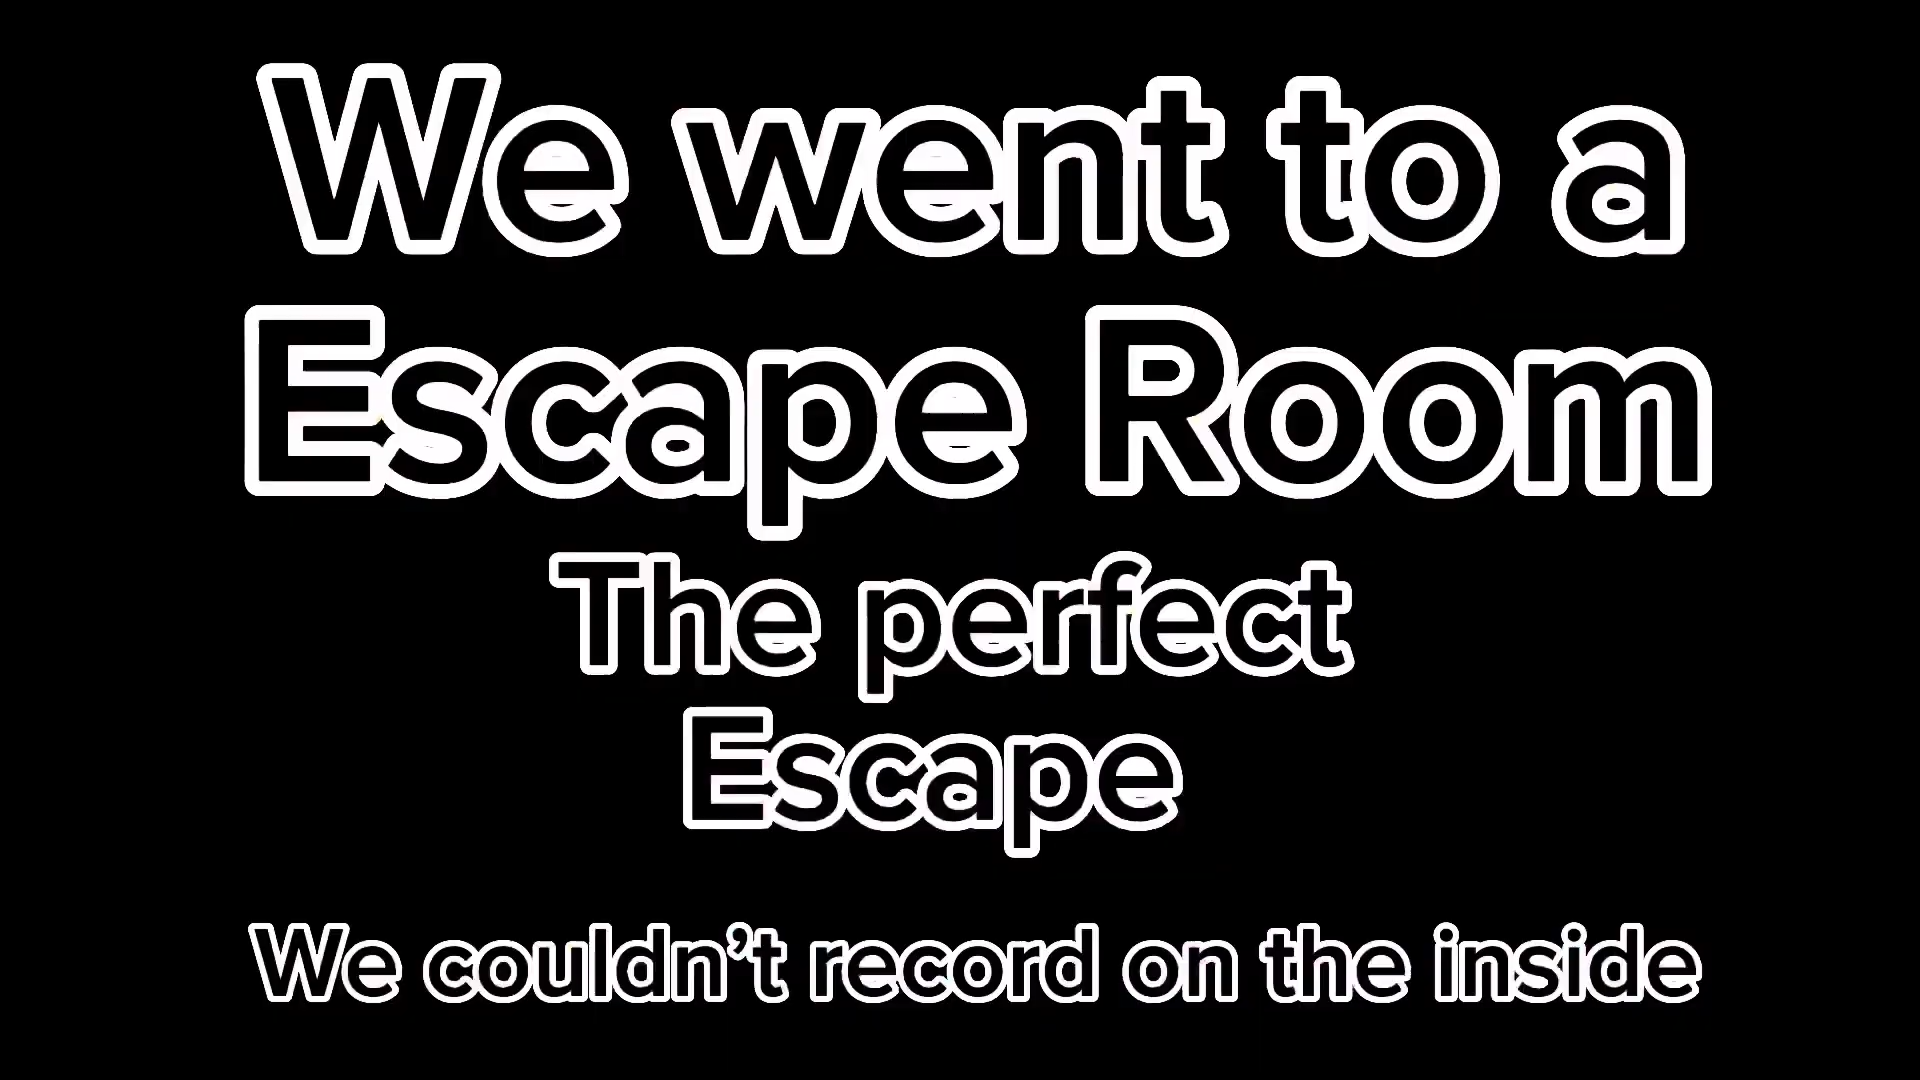 We went to a
Escape Room
The perfect
Escape
We couldn’t record on the inside